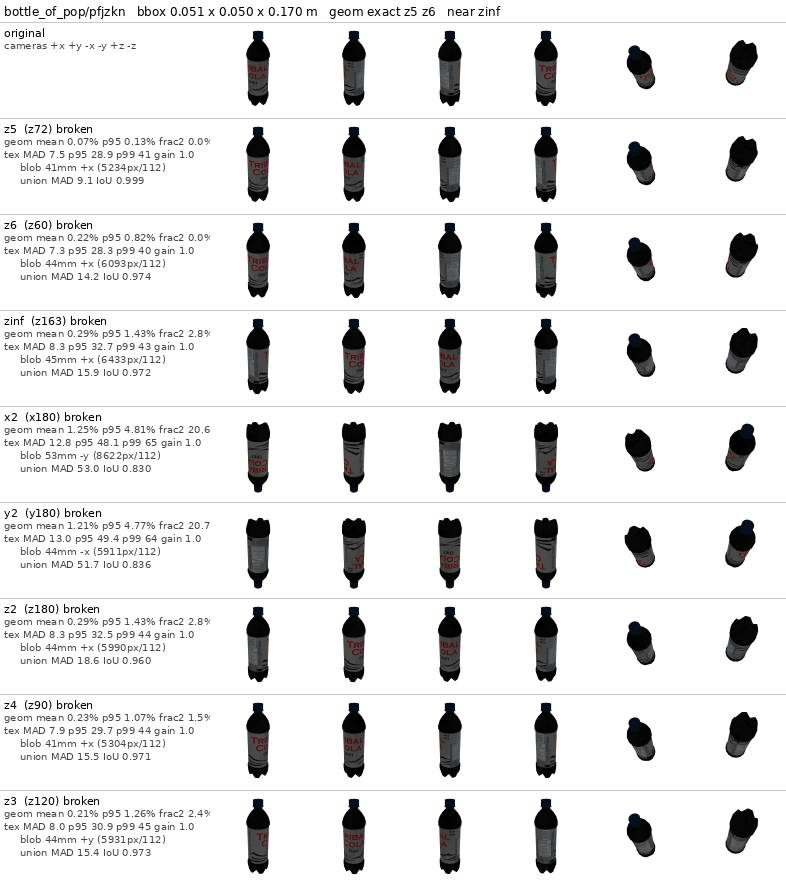 bottle_of_pop/pfjzkn bbox 0.051 x 0.050 x 0.170 m geom exact z5 z6 near zinf
original
cameras +x +y -x -y +z -z
z5 (z72) broken
geom mean 0.07% p95 0.13% frac2 0.0%
tex MAD 7.5 p95 28.9 p99 41 gain 1.0
blob 41mm +x (5234px/112)
union MAD 9.1 IoU 0.999
z6 (z60) broken
geom mean 0.22% p95 0.82% frac2 0.0%
tex MAD 7.3 p95 28.3 p99 40 gain 1.0
blob 44mm +x (6093px/112)
union MAD 14.2 IoU 0.974
zinf (z163) broken
geom mean 0.29% p95 1.43% frac2 2.8%
tex MAD 8.3 p95 32.7 p99 43 gain 1.0
blob 45mm +x (6433px/112)
union MAD 15.9 IoU 0.972
x2 (x180) broken
geom mean 1.25% p95 4.81% frac2 20.6
tex MAD 12.8 p95 48.1 p99 65 gain 1.0
blob 53mm -y (8622px/112)
union MAD 53.0 IoU 0.830
y2 (y180) broken
geom mean 1.21% p95 4.77% frac2 20.7
tex MAD 13.0 p95 49.4 p99 64 gain 1.0
blob 44mm -x (5911px/112)
union MAD 51.7 IoU 0.836
z2 (z180) broken
geom mean 0.29% p95 1.43% frac2 2.8%
tex MAD 8.3 p95 32.5 p99 44 gain 1.0
blob 44mm +x (5990px/112)
union MAD 18.6 IoU 0.960
z4 (z90) broken
geom mean 0.23% p95 1.07% frac2 1.5%
tex MAD 7.9 p95 29.7 p99 44 gain 1.0
blob 41mm +x (5304px/112)
union MAD 15.5 IoU 0.971
z3 (z120) broken
geom mean 0.21% p95 1.26% frac2 2.4%
tex MAD 8.0 p95 30.9 p99 45 gain 1.0
blob 44mm +y (5931px/112)
union MAD 15.4 IoU 0.973